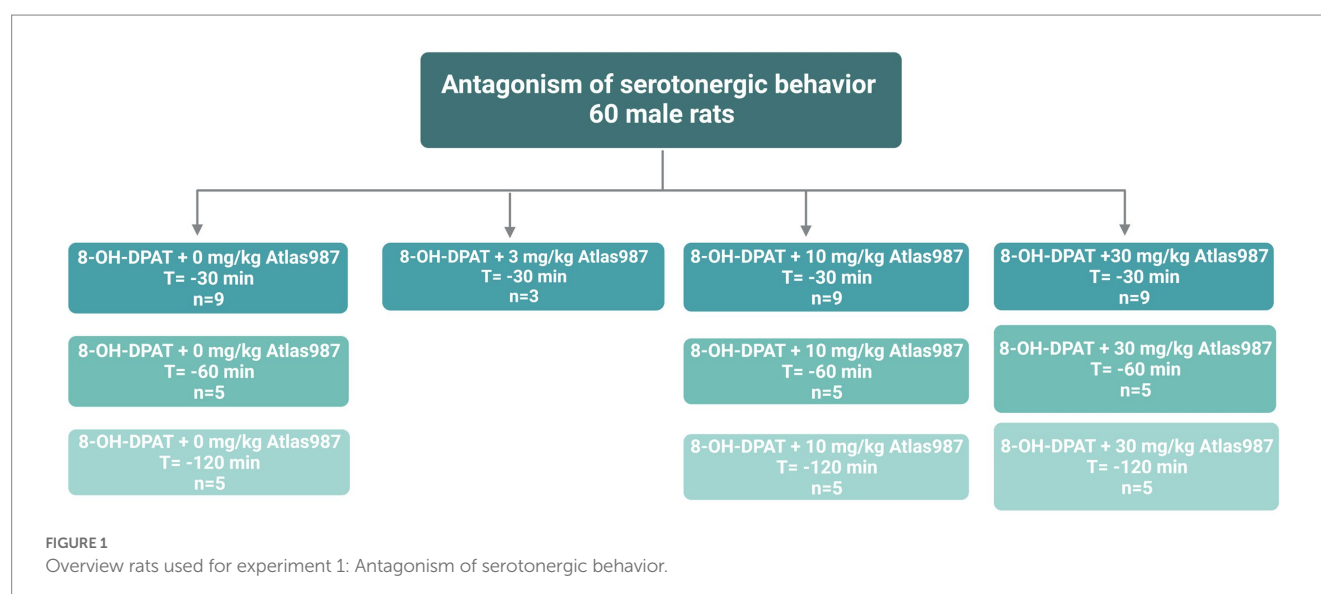 Antagonism of serotonergic behavior
60 male rats
8-OH-DPAT + 0 mg/kg Atlas987
T= -30 min
n=9
8-OH-DPAT + 3 mg/kg Atlas987
T= -30 min
n=3
8-OH-DPAT + 10 mg/kg Atlas987
T= -30 min
n=9
8-OH-DPAT +30 mg/kg Atlas987
T= -30 min
n=9
8-OH-DPAT + 0 mg/kg Atlas987
T= -60 min
n=5
8-OH-DPAT + 10 mg/kg Atlas987
T= -60 min
n=5
8-OH-DPAT + 30 mg/kg Atlas987
T= -60 min
n=5
8-OH-DPAT + 0 mg/kg Atlas987
T= -120 min
n=5
8-OH-DPAT + 10 mg/kg Atlas987
T= -120 min
n=5
8-OH-DPAT + 30 mg/kg Atlas987
T= -120 min
n=5
FIGURE 1
Overview rats used for experiment 1: Antagonism of serotonergic behavior.